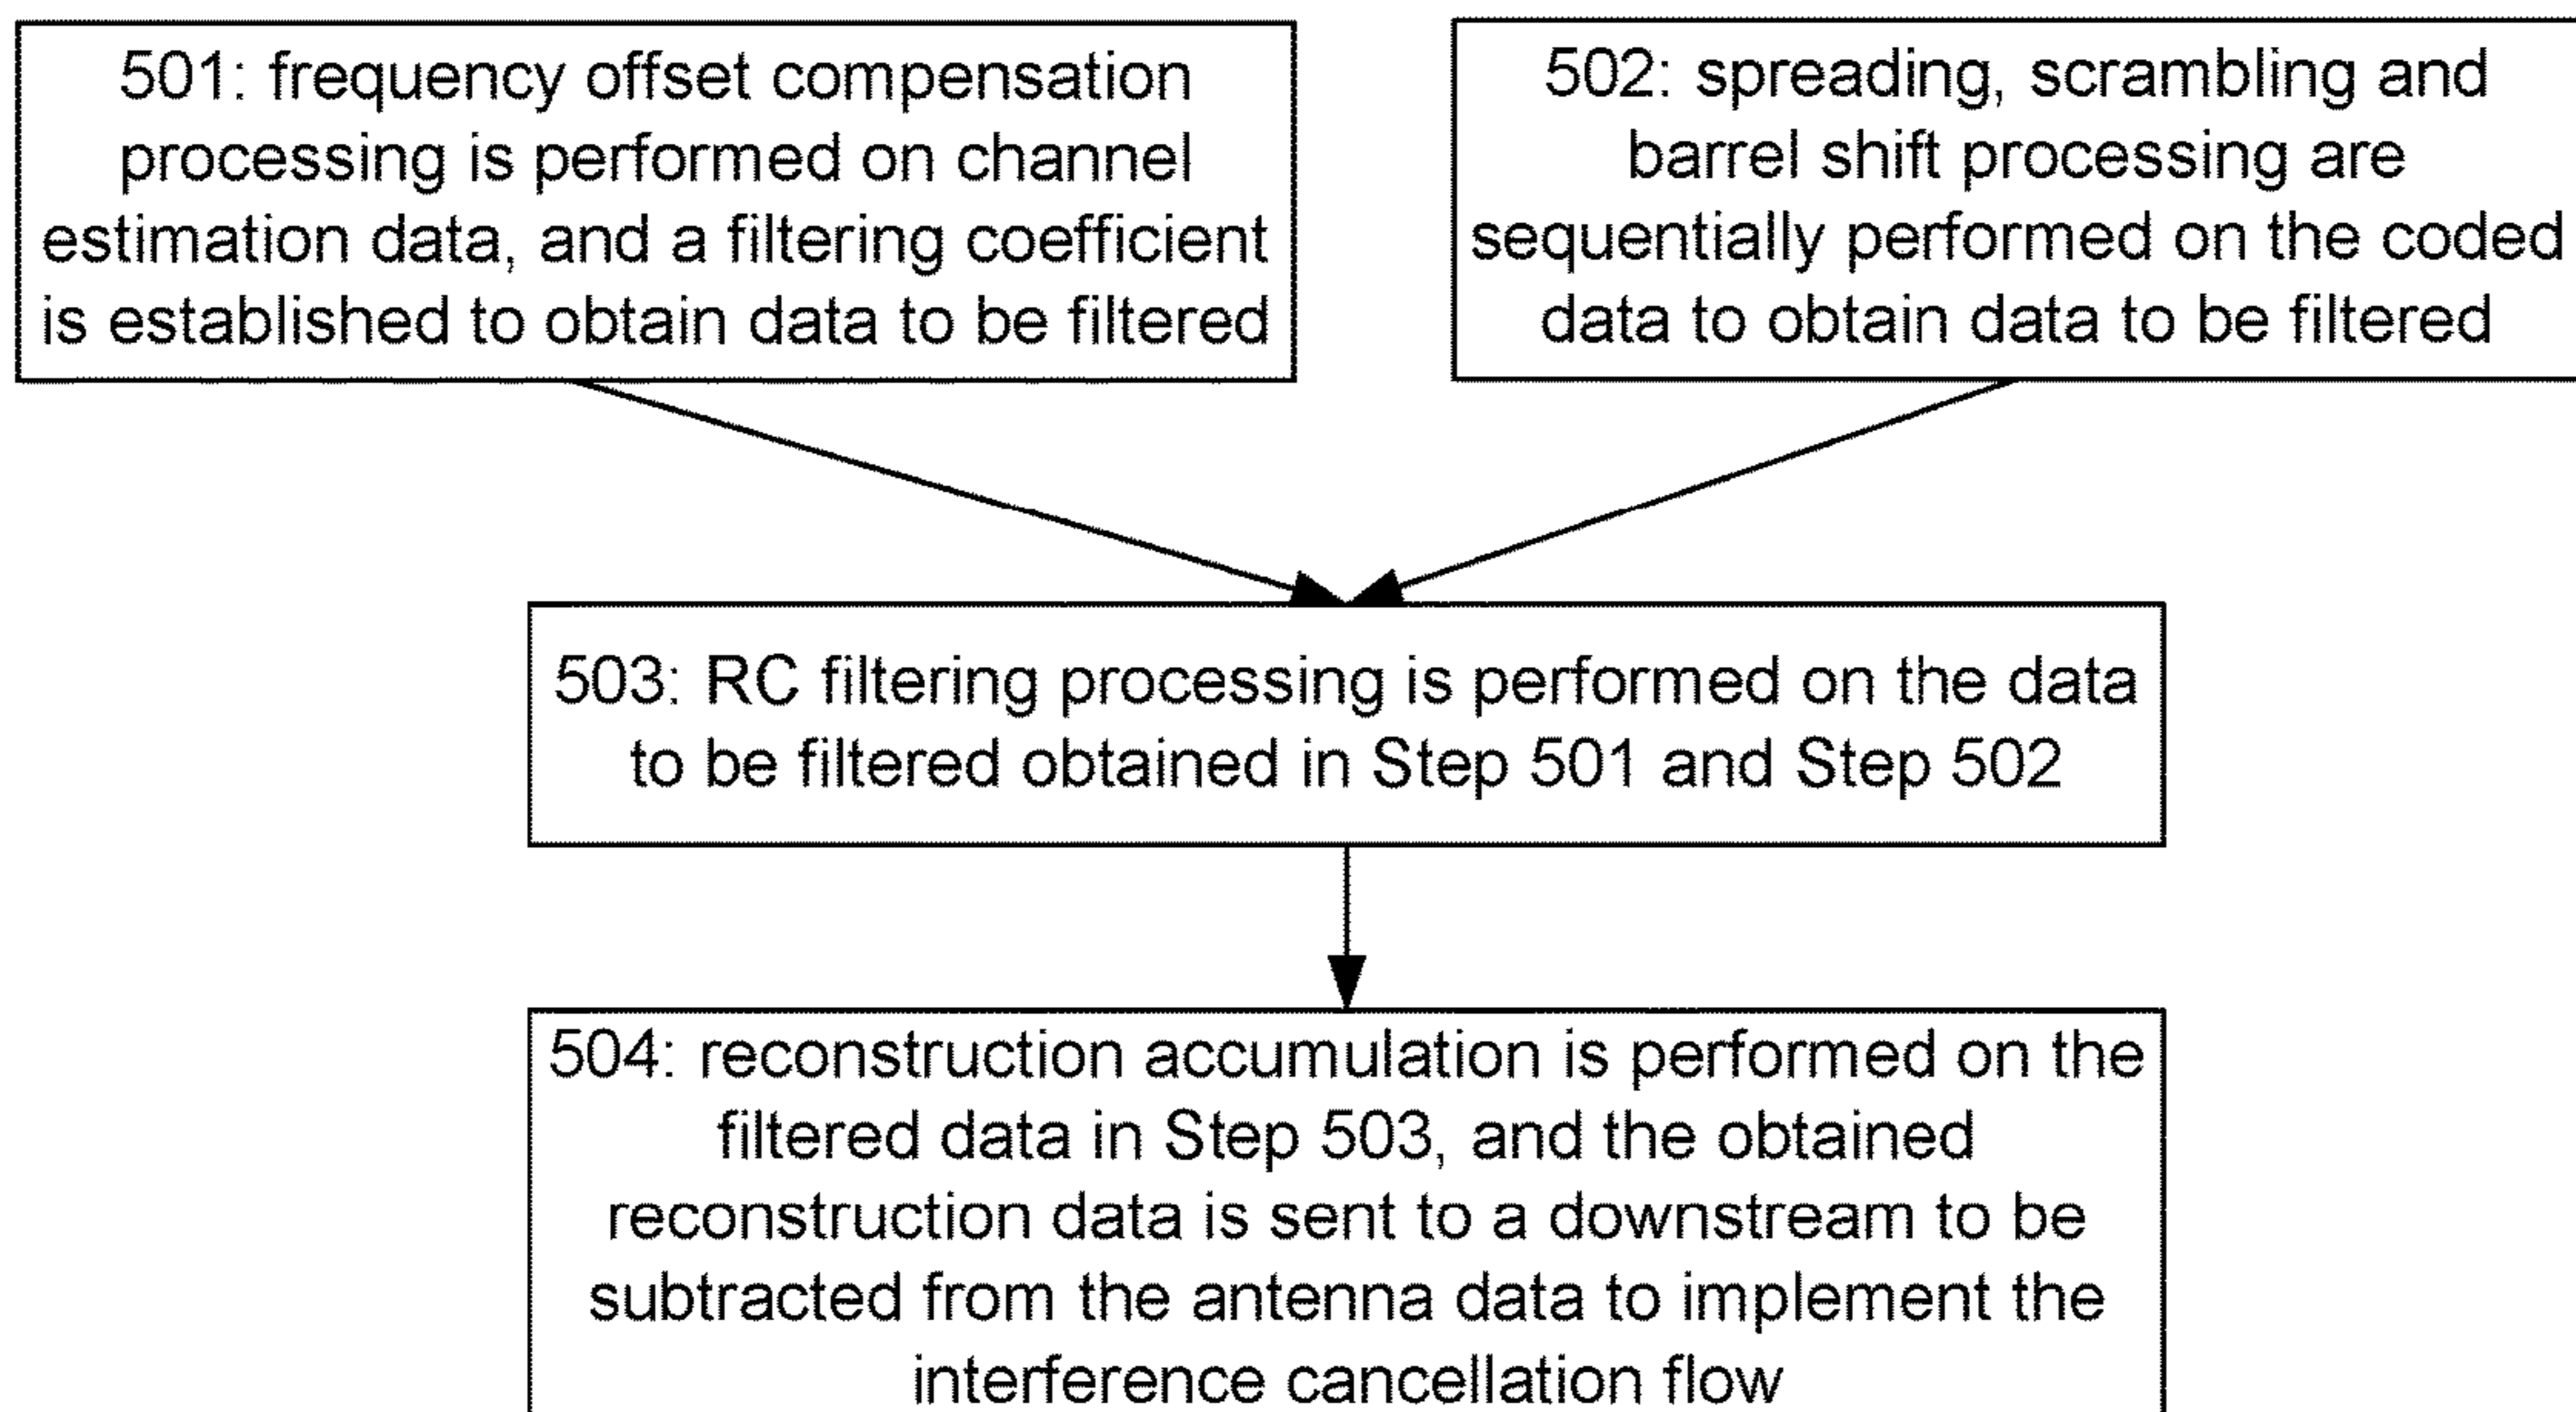 501: frequency offset compensation
processing is performed on channel
estimation data, and a filtering coefficient
is established to obtain data to be filtered
502: spreading, scrambling and
barrel shift processing are
sequentially performed on the coded
data to obtain data to be filtered
503: RC filtering processing is performed on the data
to be filtered obtained in Step 501 and Step 502
504: reconstruction accumulation is performed on the
filtered data in Step 503, and the obtained
reconstruction data is sent to a downstream to be
subtracted from the antenna data to implement the
interference cancellation flow